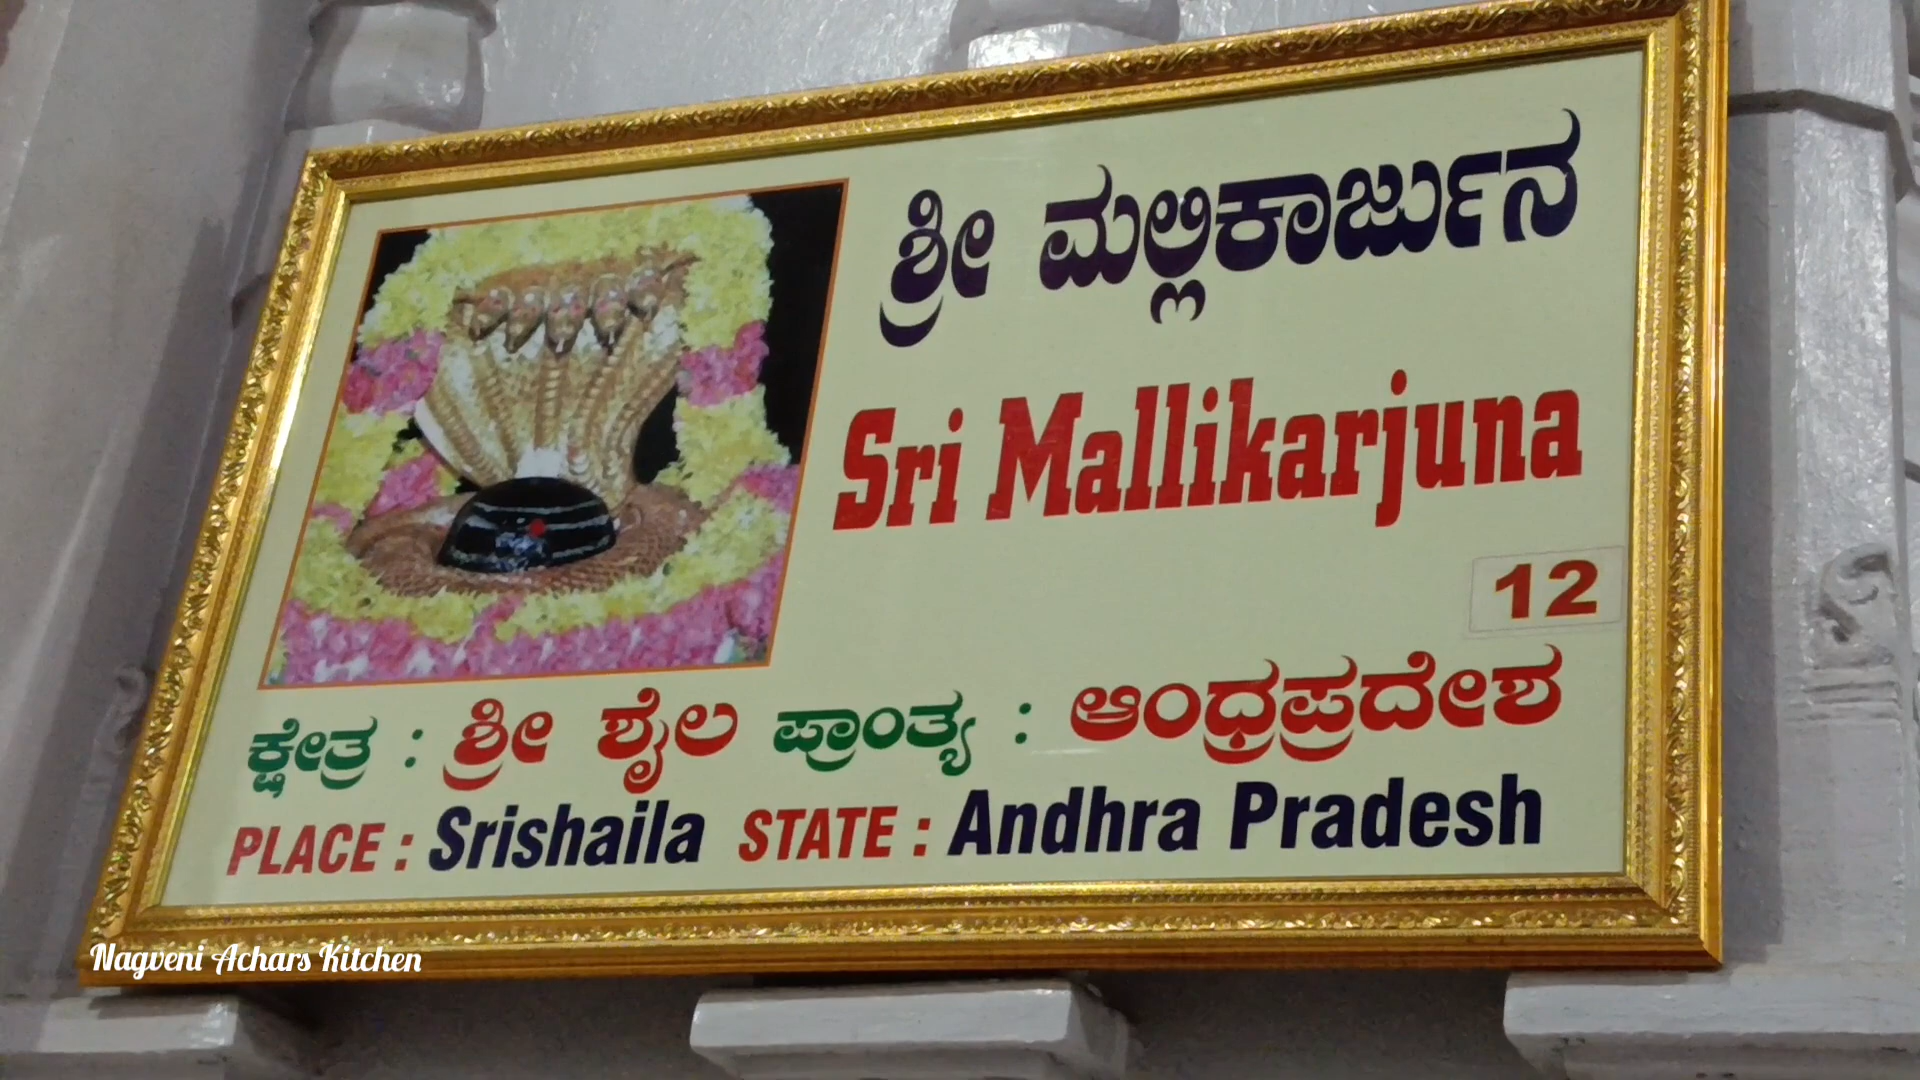 ಶ್ರೀ ಮಲ್ಲಿಕಾರ್ಜುನ
Sri Mallikarjuna
12
ಕ್ಷೇತ್ರ : ಶ್ರೀ ಶೈಲ ಪ್ರಾಂತ್ಯ : ಆಂಧ್ರಪ್ರದೇಶ
PLACE : Srishaila STATE : Andhra Pradesh
Nagveni Achars Kitchen